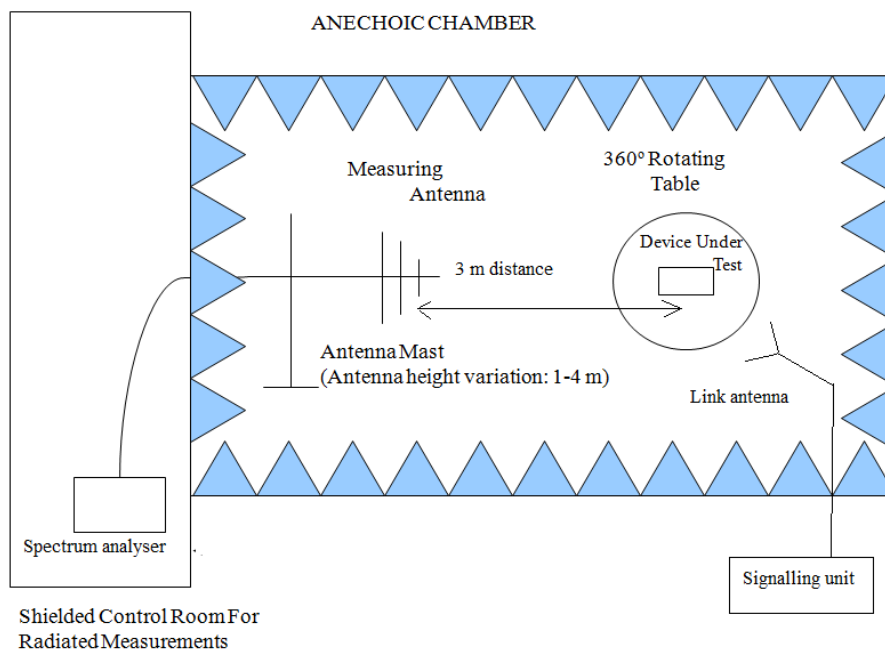 ANECHOIC CHAMBER
360º Rotating
Table
Measuring
Antenna
Device Under
Test
3 m distance
Antenna Mast
(Antenna height variation: 1-4 m)
Link antenna
Spectrum analyser
Signalling unit
Shielded Control Room For
Radiated Measurements